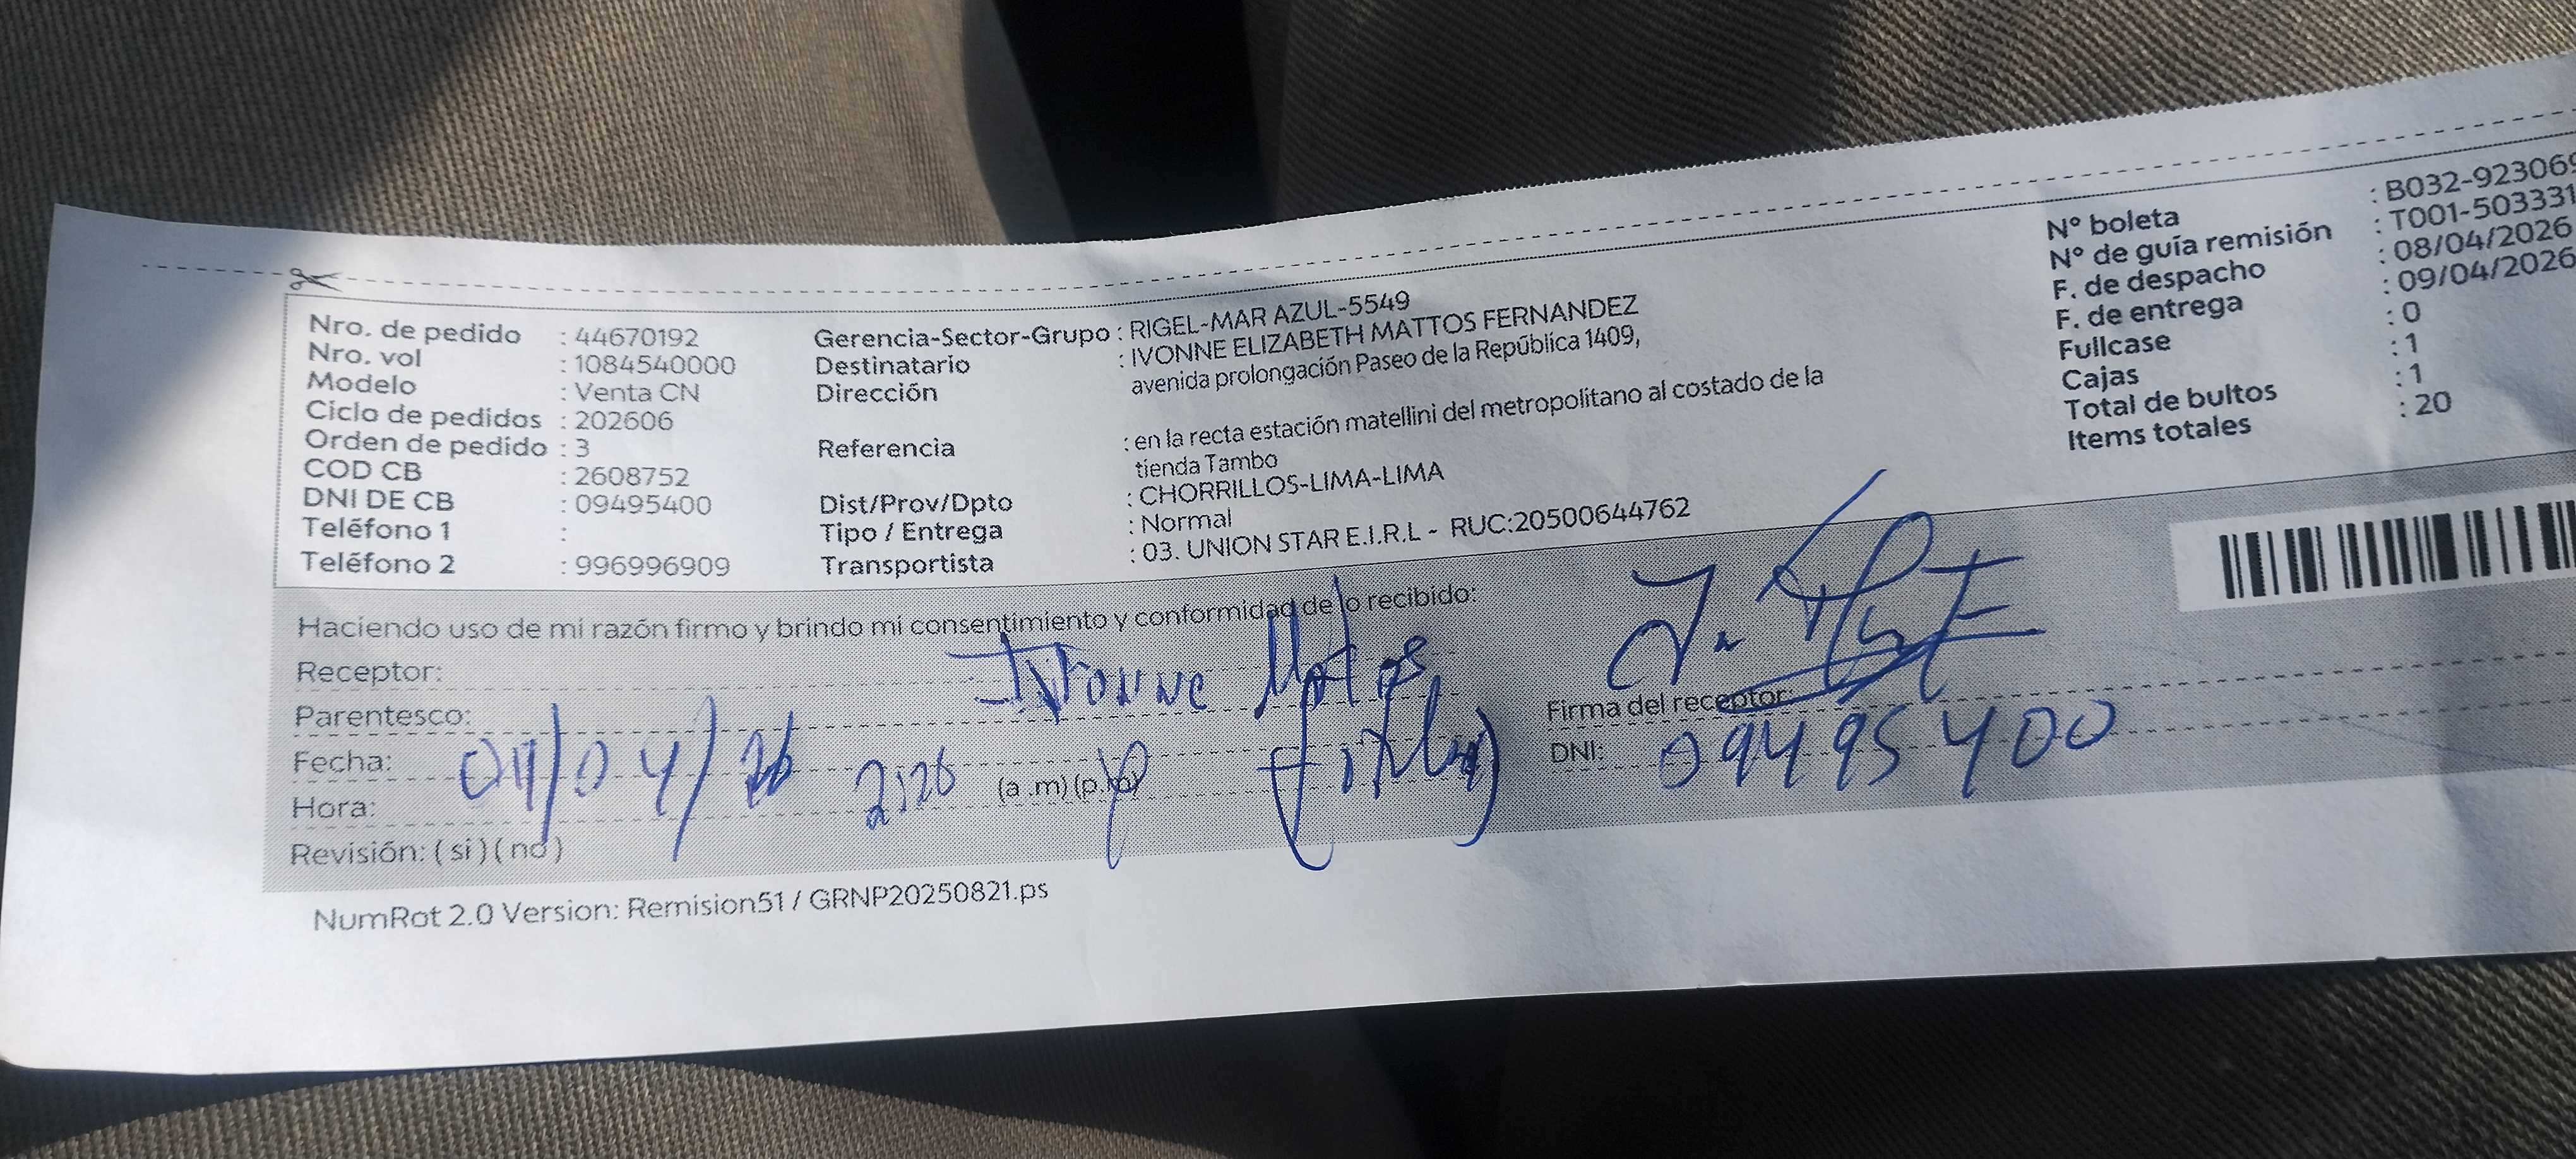 Nro. de pedido : 44670192
Nro. vol : 1084540000
Modelo : Venta CN
Ciclo de pedidos : 202606
Orden de pedido : 3
COD CB : 2608752
DNI DE CB : 09495400
Teléfono 1 :
Teléfono 2 : 996996909
Gerencia-Sector-Grupo : RIGEL-MAR AZUL-5549
Destinatario : IVONNE ELIZABETH MATTOS FERNANDEZ
Dirección avenida prolongación Paseo de la República 1409,
Referencia : en la recta estación matellini del metropolitano al costado de la
tienda Tambo
Dist/Prov/Dpto : CHORRILLOS-LIMA-LIMA
Tipo / Entrega : Normal
Transportista : 03. UNION STAR E.I.R.L - RUC:20500644762
Nº boleta : B032-92306
Nº de guía remisión : T001-503331
F. de despacho : 08/04/2026
F. de entrega : 09/04/2026
Fullcase : 0
Cajas : 1
Total de bultos : 1
Items totales : 20
Haciendo uso de mi razón firmo y brindo mi consentimiento y conformidad de lo recibido:
Receptor: Ivonne Matos
Parentesco:
Fecha:
Hora: (a .m) (p.m)
Revisión: ( si ) ( no )
Firma del receptor:
DNI: 09495400
NumRot 2.0 Version: Remision51 / GRNP20250821.ps